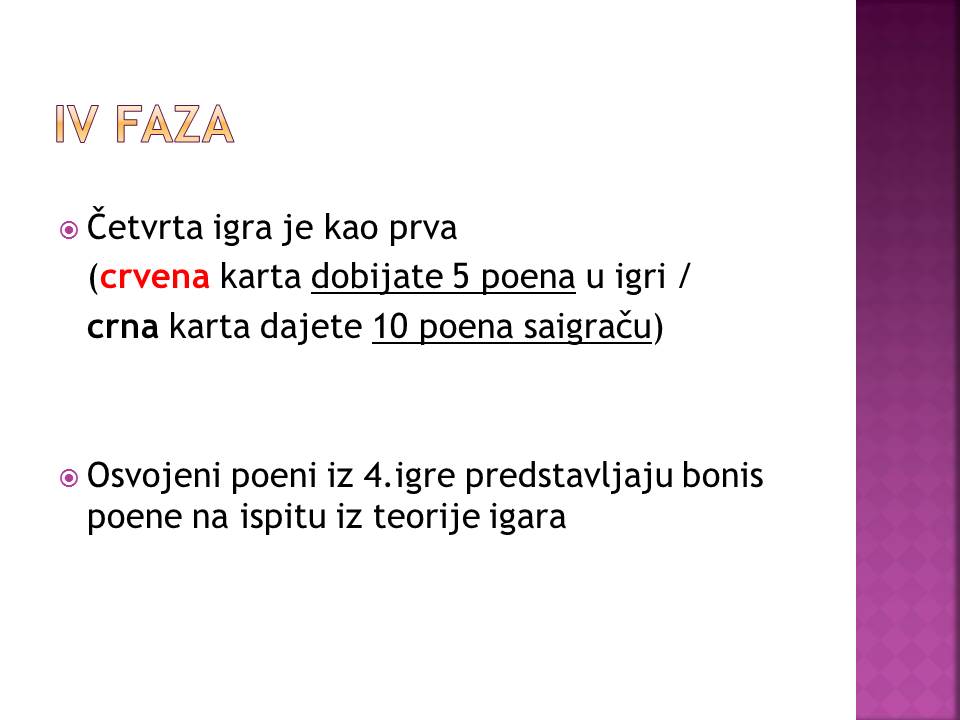 IV FAZA
Četvrta igra je kao prva
(crvena karta dobijate 5 poena u igri /
crna karta dajete 10 poena saigraču)
Osvojeni poeni iz 4.igre predstavljaju bonis
poene na ispitu iz teorije igara